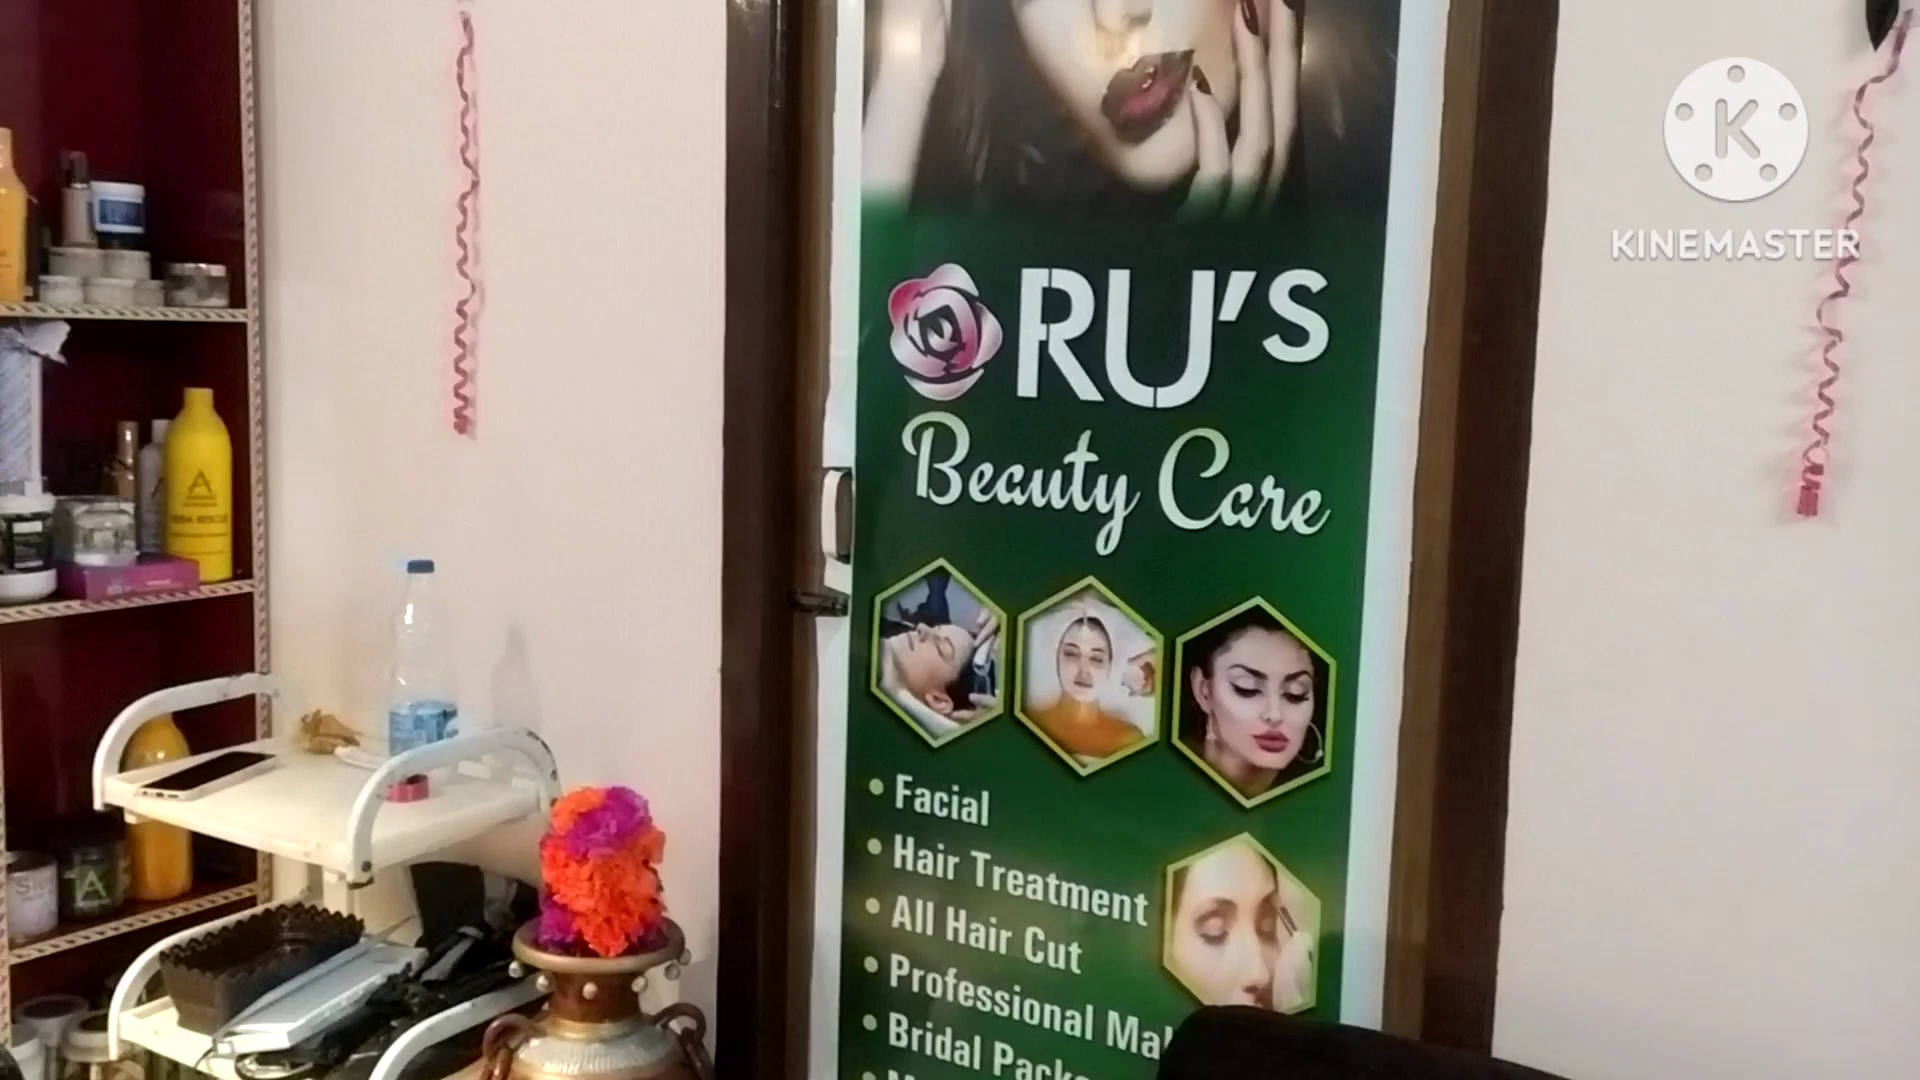 K
KINEMASTER
RU'S
Beauty Care
• Facial
• Hair Treatment
• All Hair Cut
• Professional
• Bridal
A
A